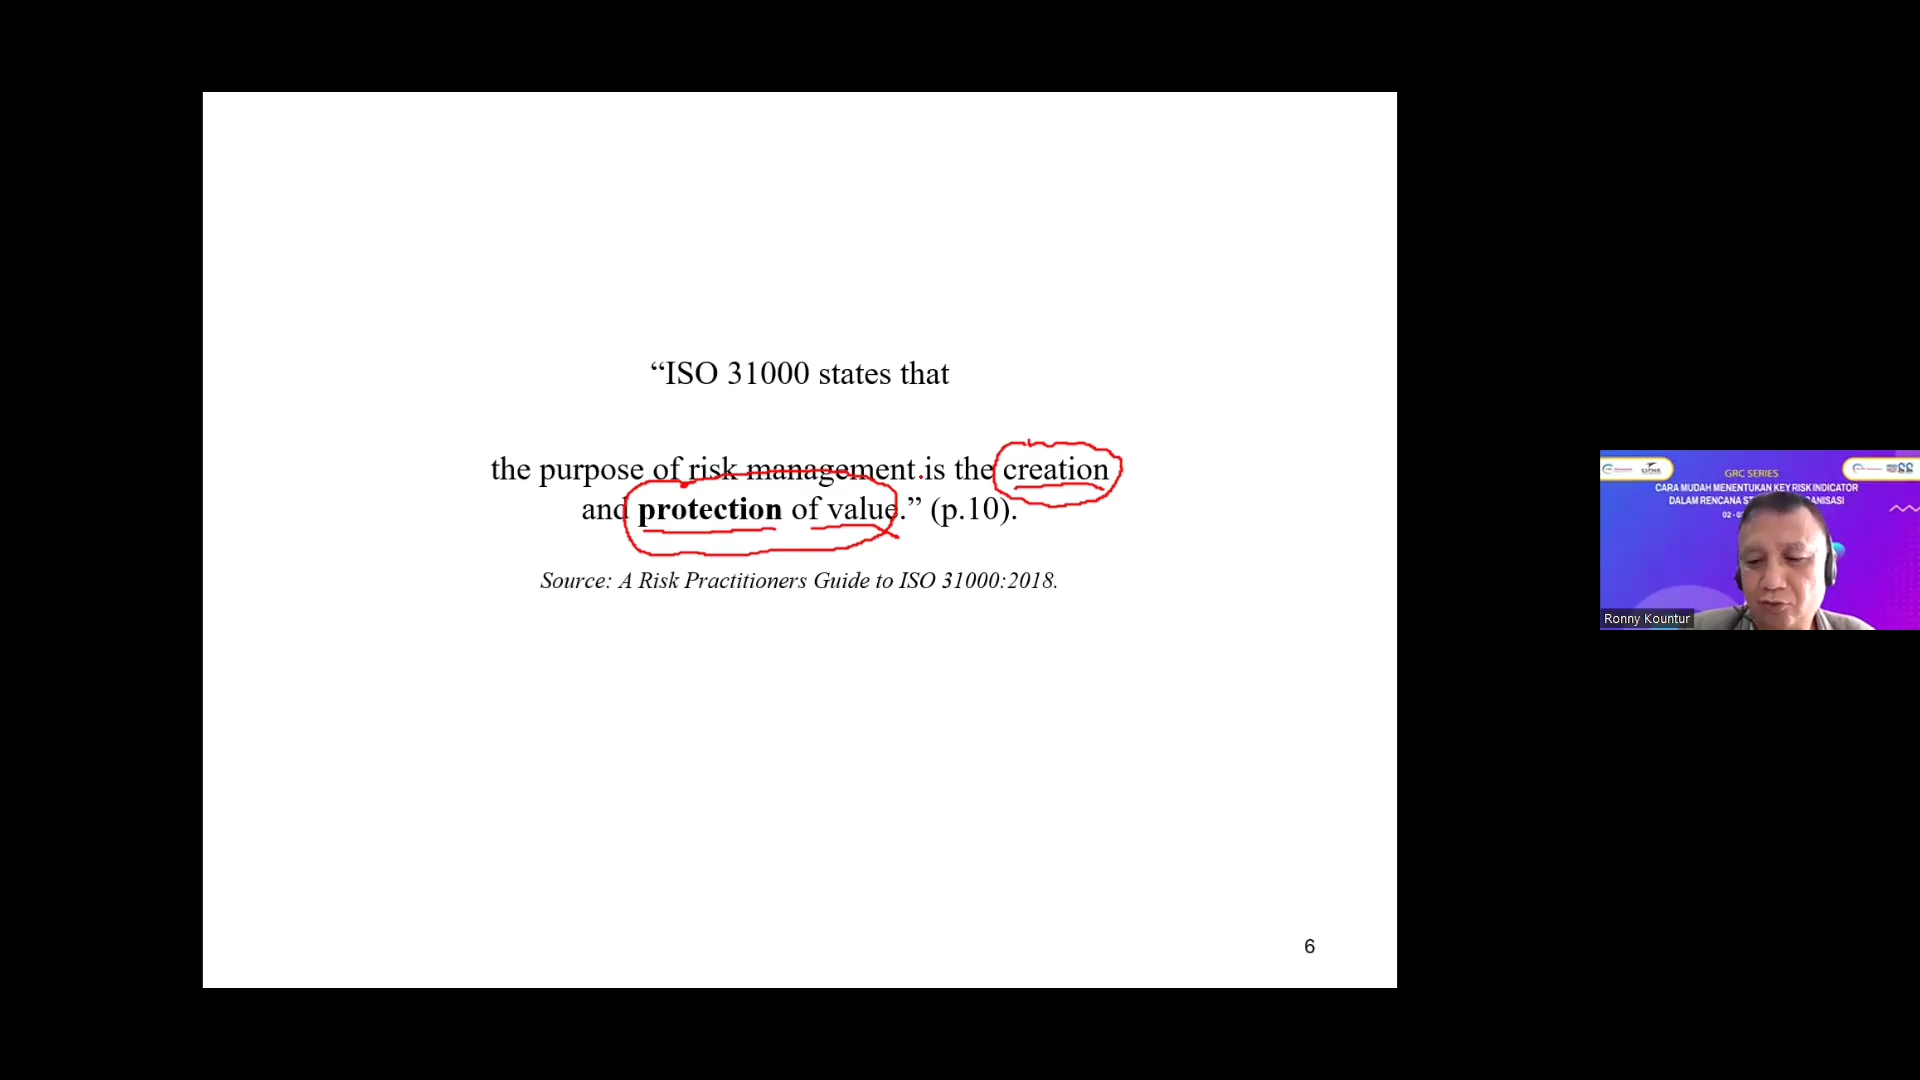 “ISO 31000 states that
the purpose of risk management is the creation
and protection of value.” (p.10).
Source: A Risk Practitioners Guide to ISO 31000:2018.
6
GRC SERIES
CARA MUDAH MENENTUKAN KEY RISK INDICATOR
DALAM RENCANA
Ronny Kountur